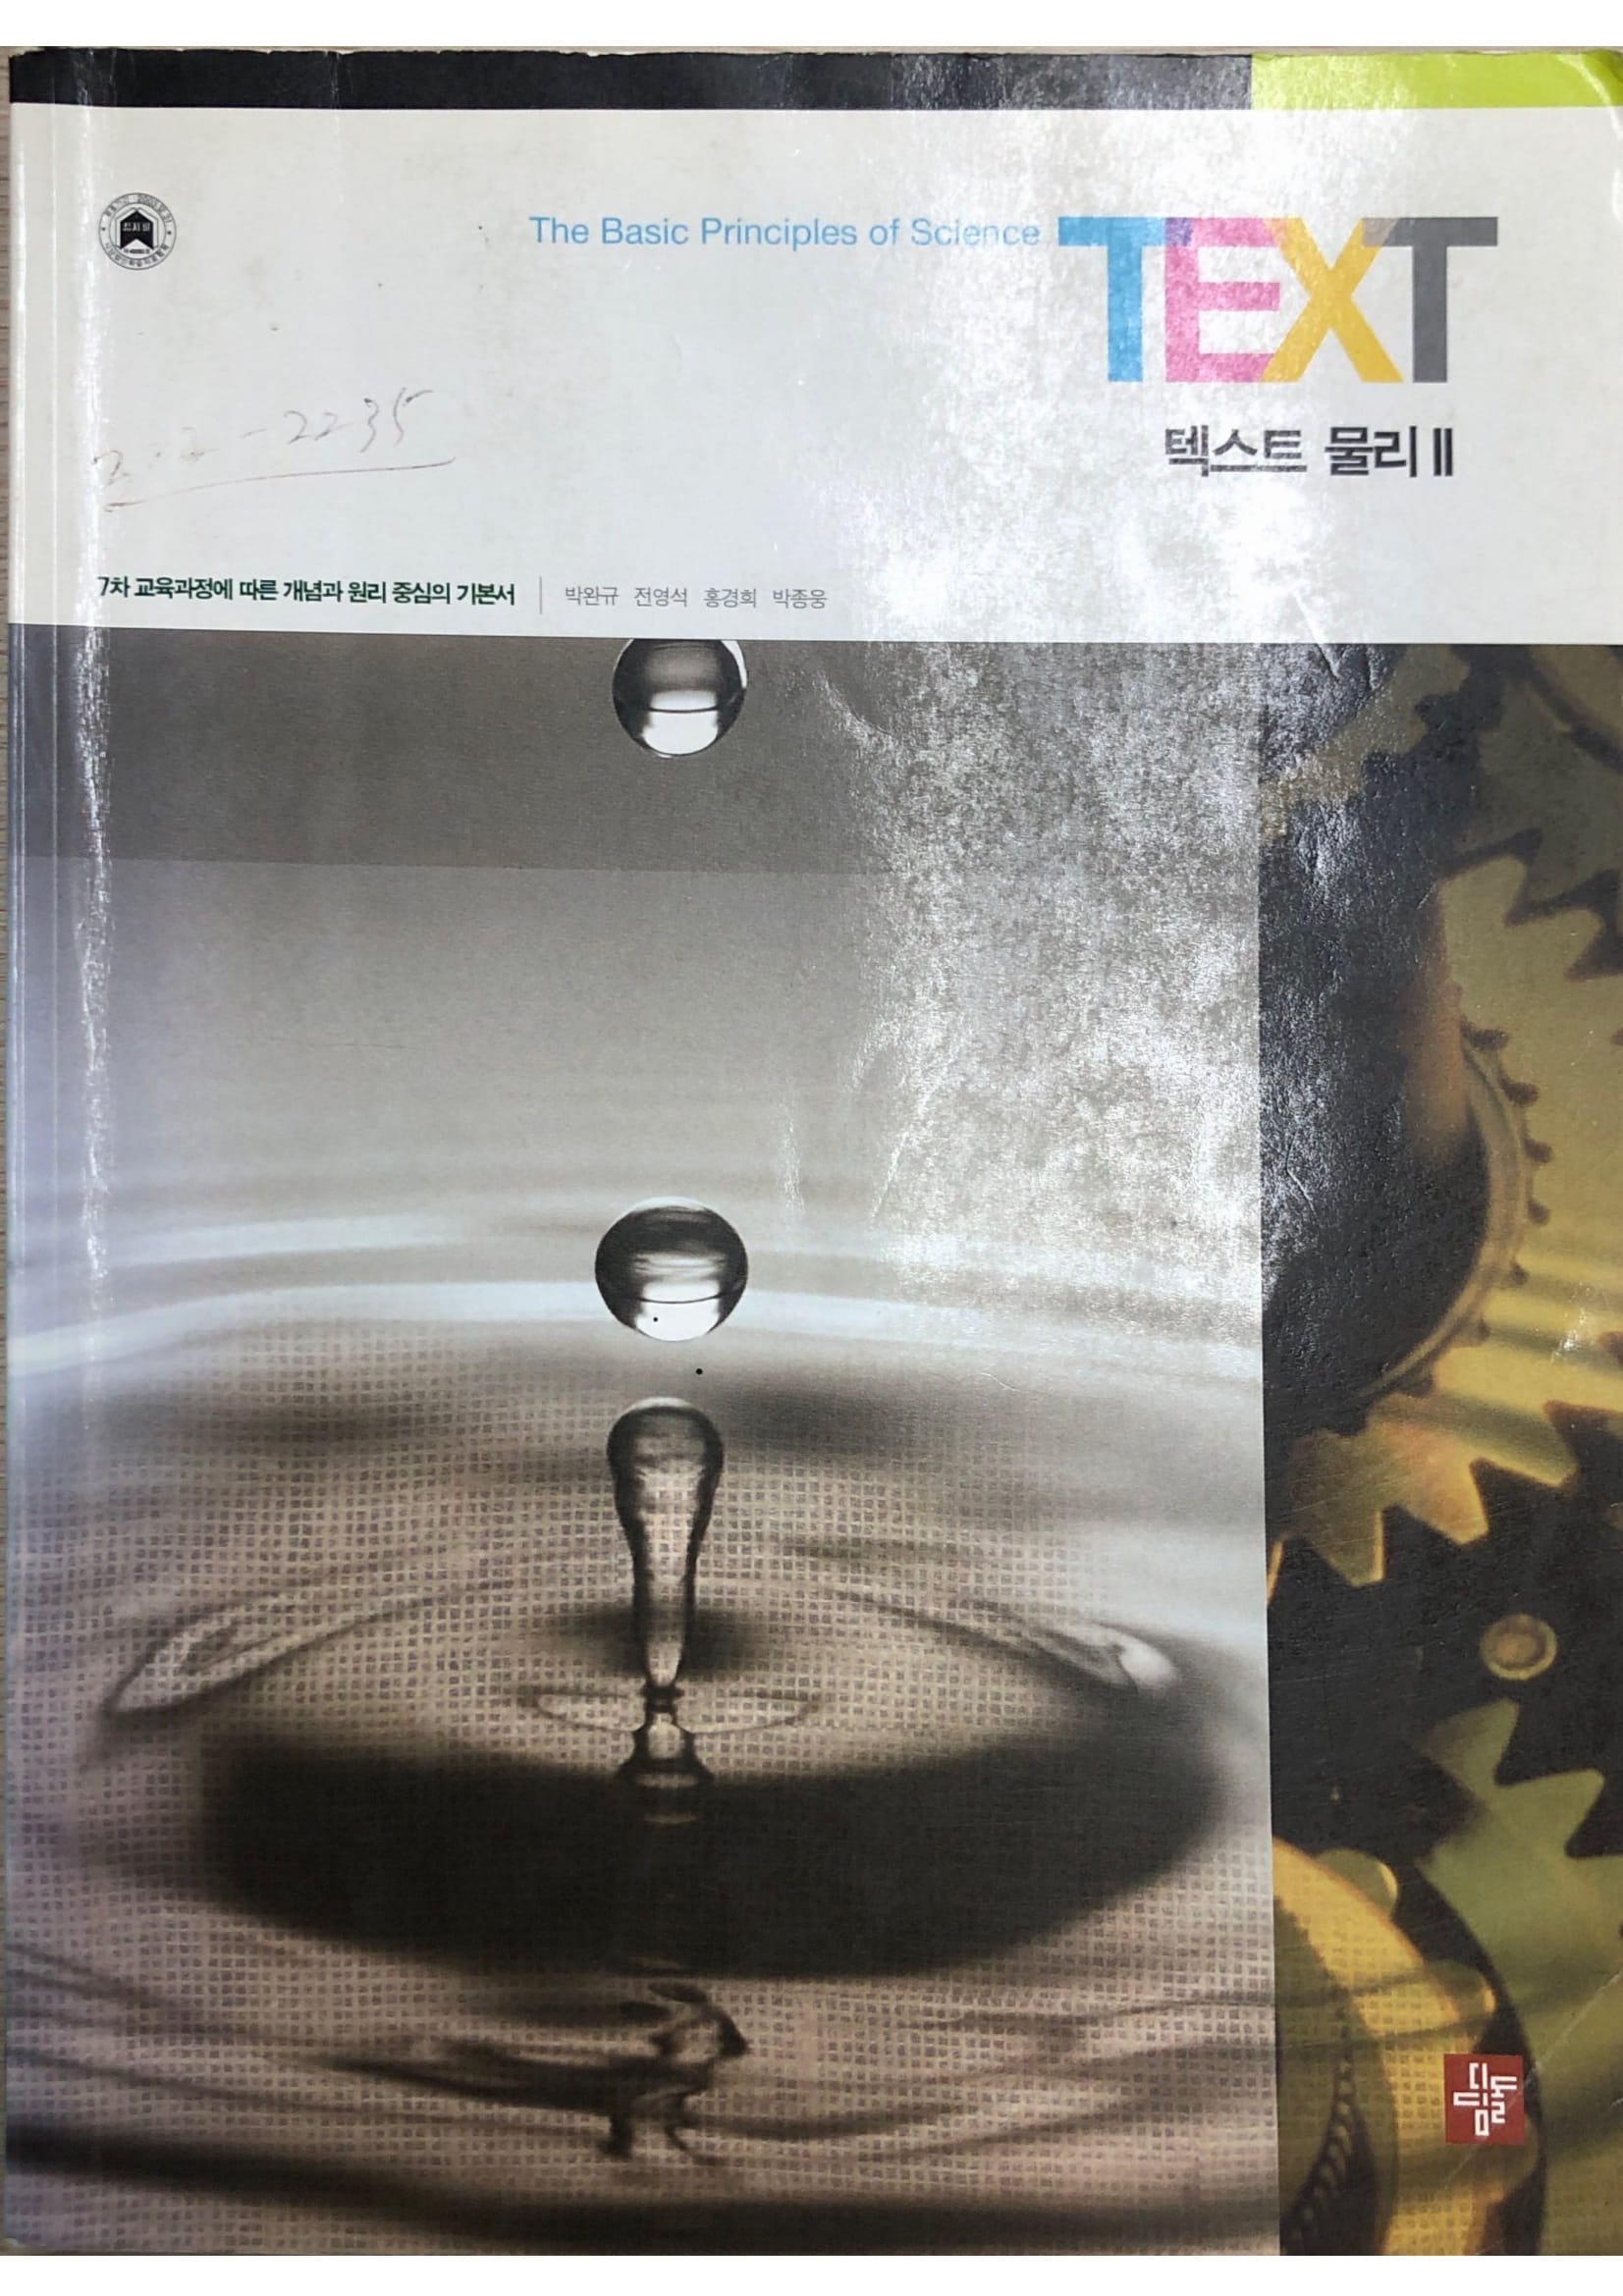 The Basic Principles of Science TEXT
텍스트 물리 II
-2235
7차 교육과정에 따른 개념과 원리 중심의 기본서 박완규 전영석 홍경희 박종웅
디딤돌